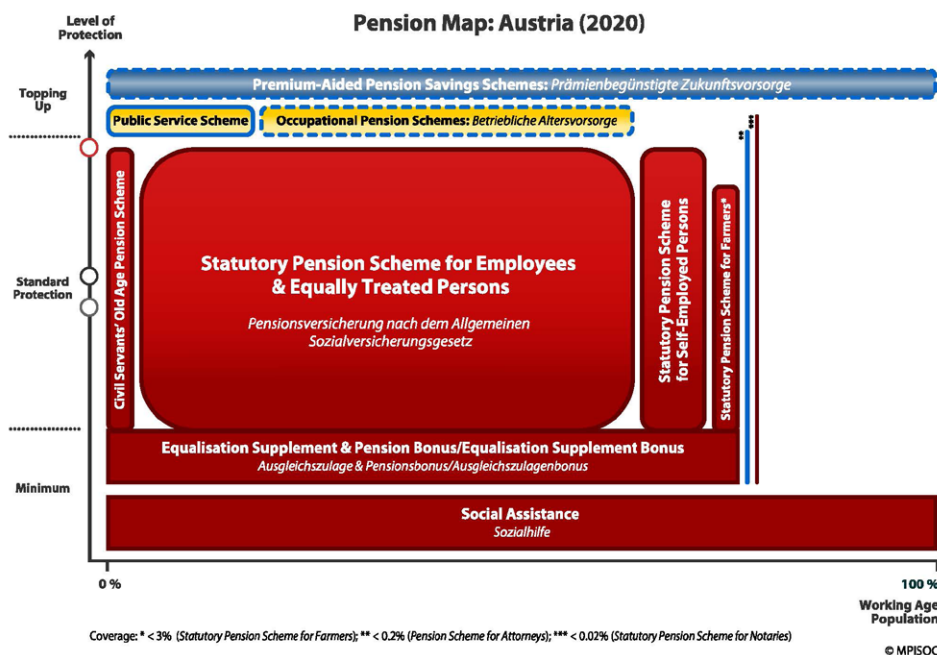 Pension Map: Austria (2020)
Level of
Protection
Topping
Up
Premium-Aided Pension Savings Schemes: Prämienbegünstigte Zukunftsvorsorge
Public Service Scheme
Occupational Pension Schemes: Betriebliche Altersvorsorge
**
***
Standard
Protection
Civil Servants' Old Age Pension Scheme
Statutory Pension Scheme for Employees
& Equally Treated Persons
Pensionsversicherung nach dem Allgemeinen
Sozialversicherungsgesetz
Statutory Pension Scheme
for Self-Employed Persons
Statutory Pension Scheme for Farmers*
Equalisation Supplement & Pension Bonus/Equalisation Supplement Bonus
Ausgleichszulage & Pensionsbonus/Ausgleichszulagenbonus
Minimum
Social Assistance
Sozialhilfe
0 %
100 %
Working Age
Population
Coverage: * < 3% (Statutory Pension Scheme for Farmers); ** < 0.2% (Pension Scheme for Attorneys); *** < 0.02% (Statutory Pension Scheme for Notaries)
© MPISOC